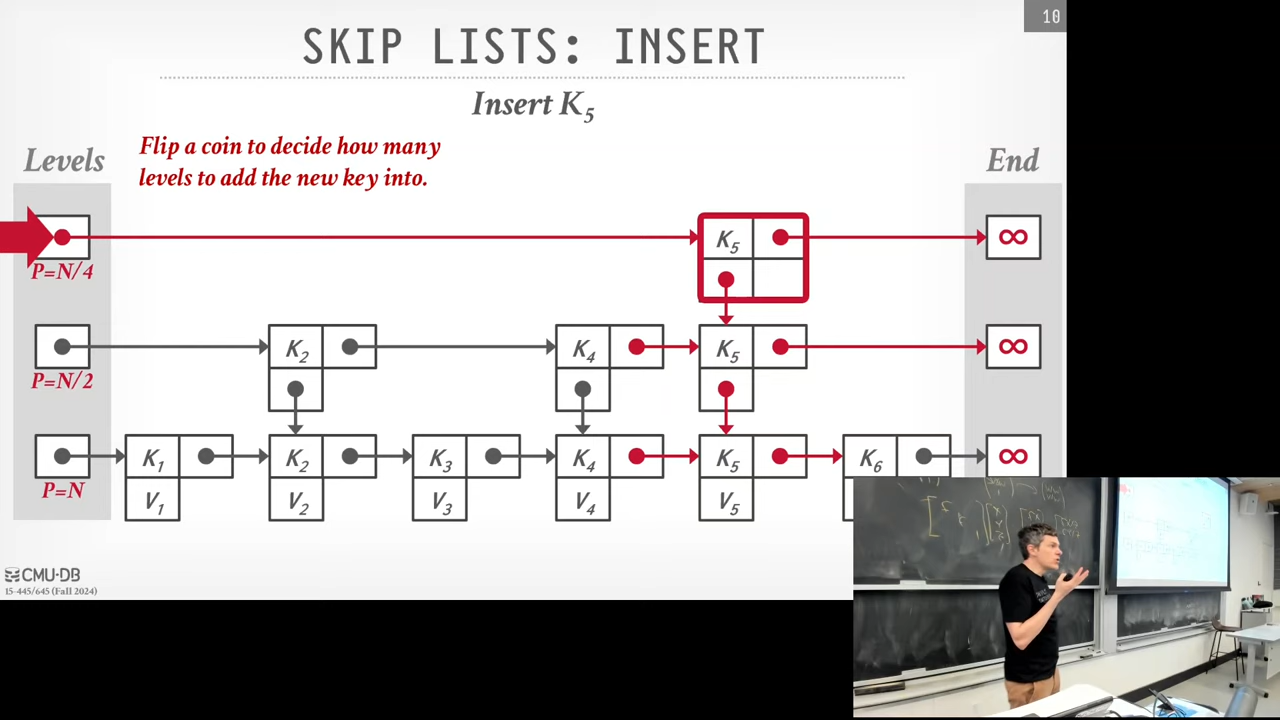 10
SKIP LISTS: INSERT
Insert K5
Flip a coin to decide how many
levels to add the new key into.
Levels
End
K5
∞
P=N/4
K2
K4
K5
∞
P=N/2
K1
K2
K3
K4
K5
K6
∞
P=N
V1
V2
V3
V4
V5
CMU·DB
15-445/645 (Fall 2024)